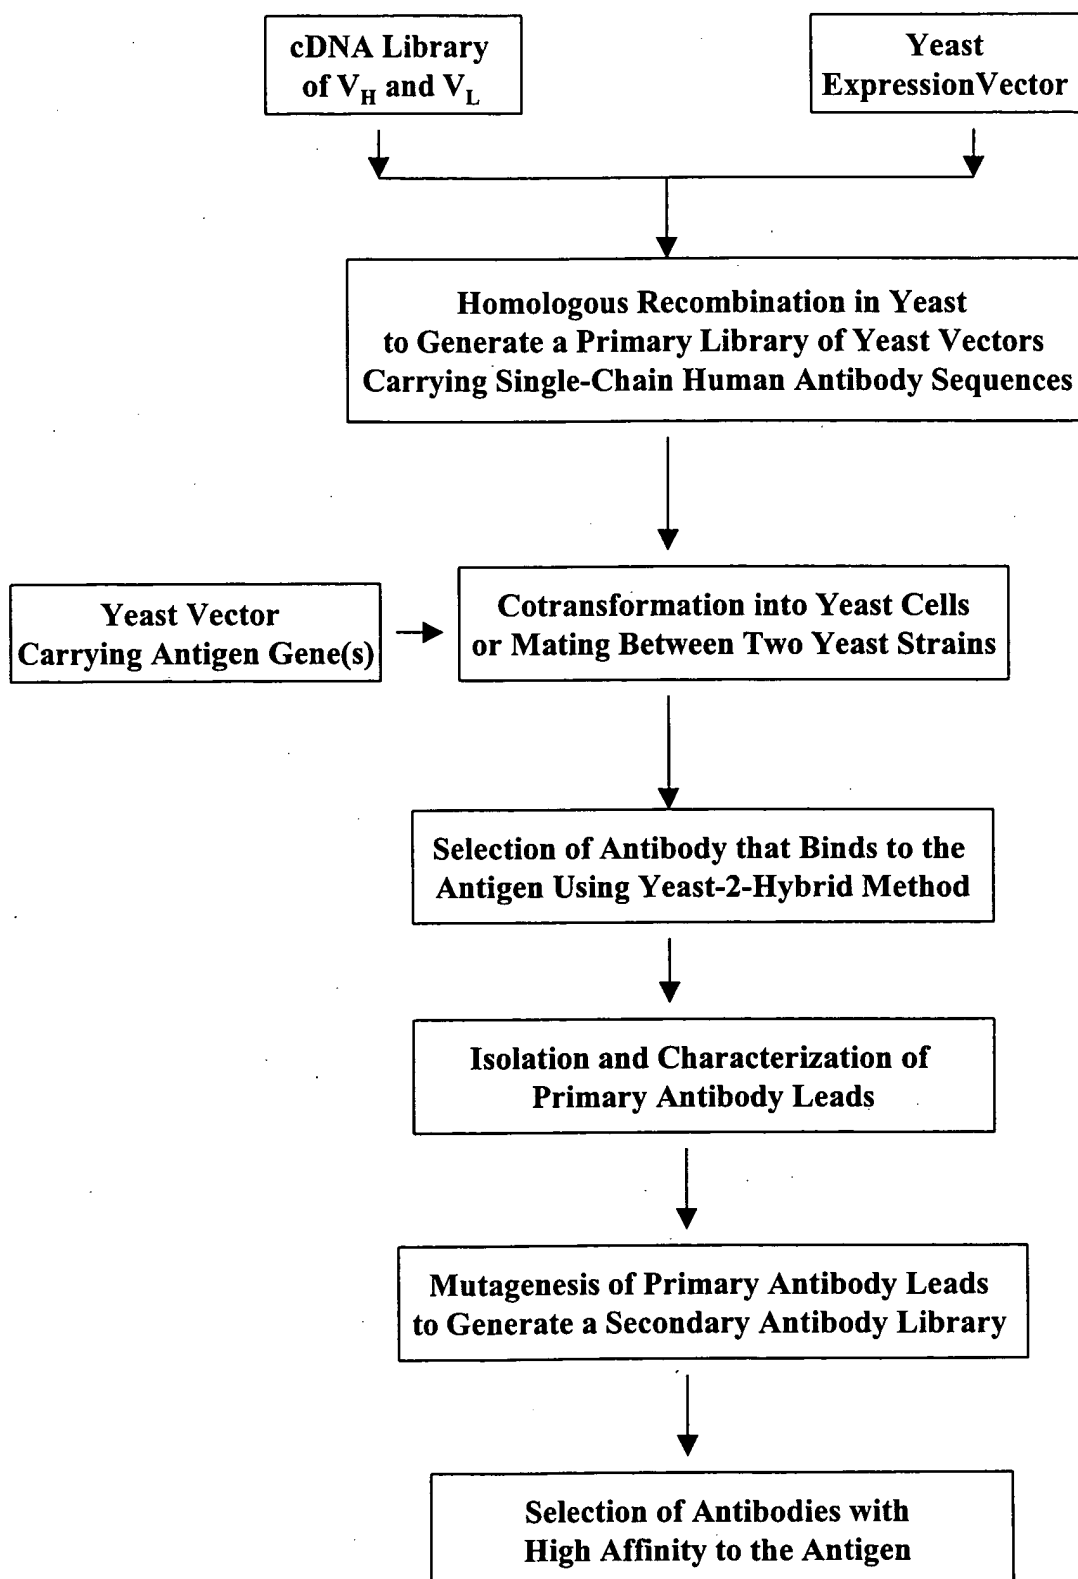 cDNA Library
of VH and VL
Yeast
ExpressionVector
Homologous Recombination in Yeast
to Generate a Primary Library of Yeast Vectors
Carrying Single-Chain Human Antibody Sequences
Yeast Vector
Carrying Antigen Gene(s)
Cotransformation into Yeast Cells
or Mating Between Two Yeast Strains
Selection of Antibody that Binds to the
Antigen Using Yeast-2-Hybrid Method
Isolation and Characterization of
Primary Antibody Leads
Mutagenesis of Primary Antibody Leads
to Generate a Secondary Antibody Library
Selection of Antibodies with
High Affinity to the Antigen